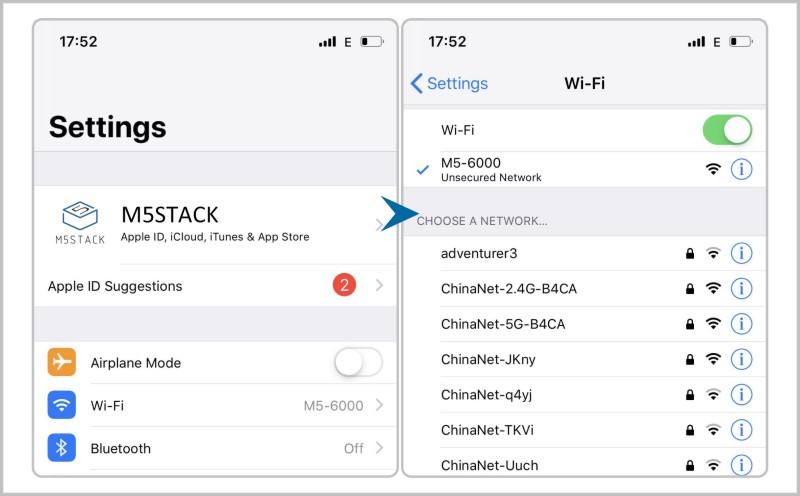 17:52
E
Settings
M5STACK
M5STACK
Apple ID, iCloud, iTunes & App Store
Apple ID Suggestions
2
Airplane Mode
Wi-Fi
M5-6000
Bluetooth
Off
17:52
E
Settings
Wi-Fi
Wi-Fi
M5-6000
Unsecured Network
CHOOSE A NETWORK...
adventurer3
ChinaNet-2.4G-B4CA
ChinaNet-5G-B4CA
ChinaNet-JKny
ChinaNet-q4yj
ChinaNet-TKVi
ChinaNet-Uuch